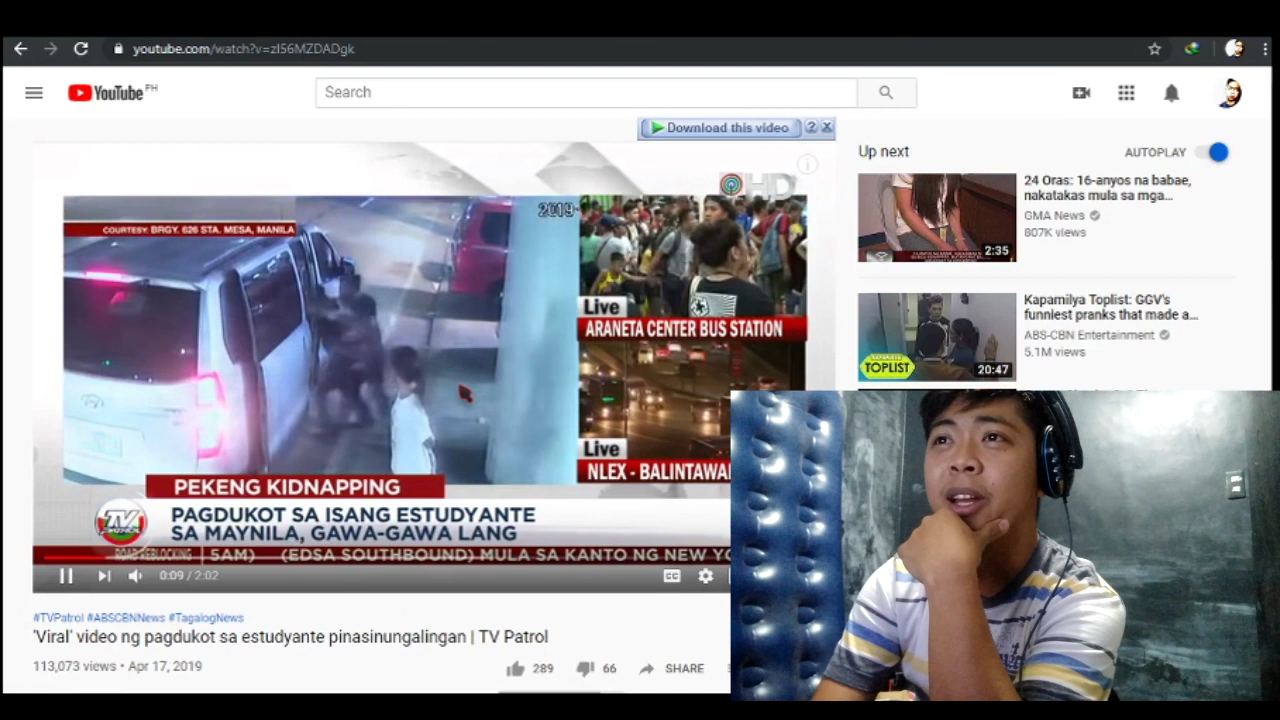 youtube.com/watch?v=zl56MZDADgk
YouTube PH
Search
Download this video
Up next
AUTOPLAY
HD
2019-
COURTESY: BRGY. 626 STA. MESA, MANILA
Live
ARANETA CENTER BUS STATION
Live
NLEX - BALINTAWA
PEKENG KIDNAPPING
TV PATROL
PAGDUKOT SA ISANG ESTUDYANTE
SA MAYNILA, GAWA-GAWA LANG
5AM) (EDSA SOUTHBOUND) MULA SA KANTO NG NEW YO
0:09 / 2:02
CC
#TVPatrol #ABSCBNNews #TagalogNews
'Viral' video ng pagdukot sa estudyante pinasinungalingan | TV Patrol
113,073 views • Apr 17, 2019
289
66
SHARE
24 Oras: 16-anyos na babae,
nakatakas mula sa mga...
GMA News
807K views
2:35
Kapamilya Toplist: GGV's
funniest pranks that made a...
ABS-CBN Entertainment
5.1M views
TOPLIST
20:47